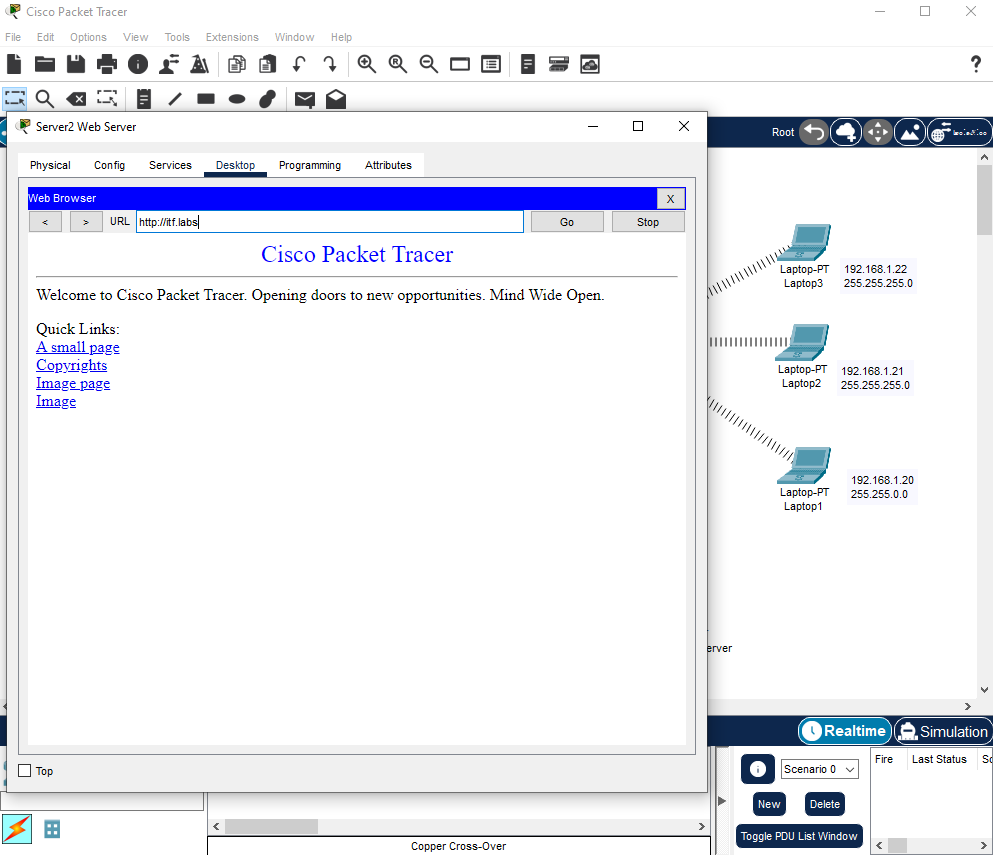 Cisco Packet Tracer
File Edit Options View Tools Extensions Window Help
?
Root
Server2 Web Server
Physical Config Services Desktop Programming Attributes
Web Browser X
< > URL http://itf.labs Go Stop
Cisco Packet Tracer
Welcome to Cisco Packet Tracer. Opening doors to new opportunities. Mind Wide Open.
Quick Links:
A small page
Copyrights
Image page
Image
Top
Laptop-PT
Laptop3
192.168.1.22
255.255.255.0
Laptop-PT
Laptop2
192.168.1.21
255.255.255.0
Laptop-PT
Laptop1
192.168.1.20
255.255.0.0
erver
Realtime Simulation
Scenario 0
New Delete
Toggle PDU List Window
Fire Last Status
Copper Cross-Over